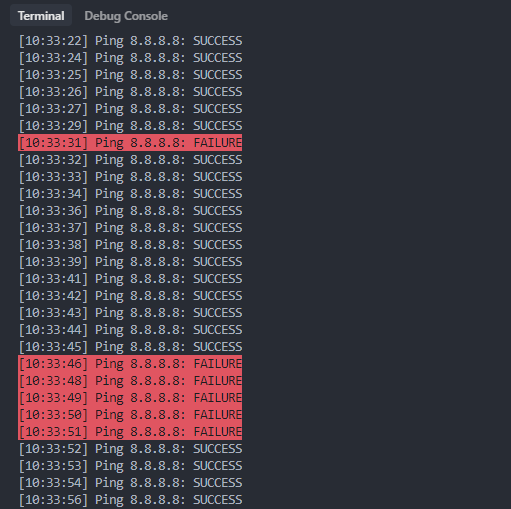 Terminal Debug Console
[10:33:22] Ping 8.8.8.8: SUCCESS
[10:33:24] Ping 8.8.8.8: SUCCESS
[10:33:25] Ping 8.8.8.8: SUCCESS
[10:33:26] Ping 8.8.8.8: SUCCESS
[10:33:27] Ping 8.8.8.8: SUCCESS
[10:33:29] Ping 8.8.8.8: SUCCESS
[10:33:31] Ping 8.8.8.8: FAILURE
[10:33:32] Ping 8.8.8.8: SUCCESS
[10:33:33] Ping 8.8.8.8: SUCCESS
[10:33:34] Ping 8.8.8.8: SUCCESS
[10:33:36] Ping 8.8.8.8: SUCCESS
[10:33:37] Ping 8.8.8.8: SUCCESS
[10:33:38] Ping 8.8.8.8: SUCCESS
[10:33:39] Ping 8.8.8.8: SUCCESS
[10:33:41] Ping 8.8.8.8: SUCCESS
[10:33:42] Ping 8.8.8.8: SUCCESS
[10:33:43] Ping 8.8.8.8: SUCCESS
[10:33:44] Ping 8.8.8.8: SUCCESS
[10:33:45] Ping 8.8.8.8: SUCCESS
[10:33:46] Ping 8.8.8.8: FAILURE
[10:33:48] Ping 8.8.8.8: FAILURE
[10:33:49] Ping 8.8.8.8: FAILURE
[10:33:50] Ping 8.8.8.8: FAILURE
[10:33:51] Ping 8.8.8.8: FAILURE
[10:33:52] Ping 8.8.8.8: SUCCESS
[10:33:53] Ping 8.8.8.8: SUCCESS
[10:33:54] Ping 8.8.8.8: SUCCESS
[10:33:56] Ping 8.8.8.8: SUCCESS